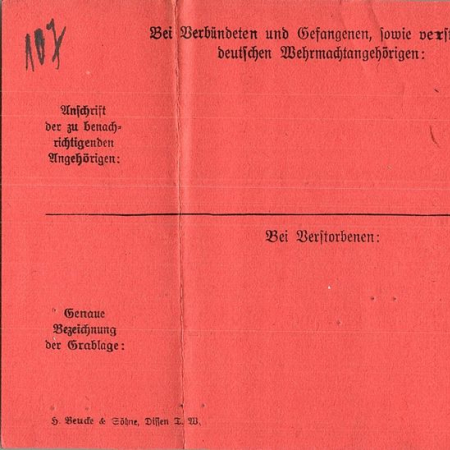 107
Bei Verbündeten und Gefangenen, sowie
deutschen Wehrmachtangehörigen:
Anschrift
der zu benach-
richtigenden
Angehörigen:
Bei Verstorbenen:
Genaue
Bezeichnung
der Grablage:
H. Beucke & Söhne, Dissen T. W.